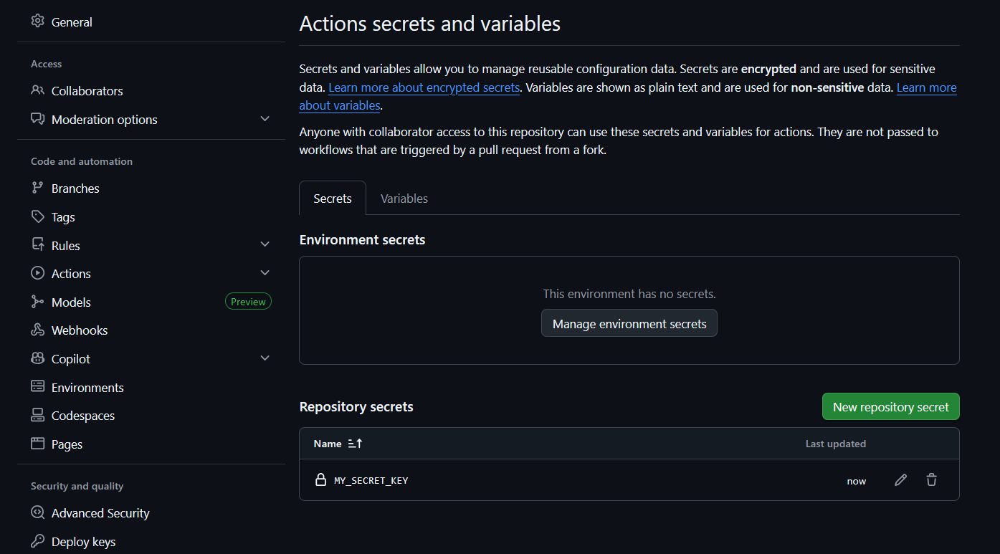 General
Access
Collaborators
Moderation options
Code and automation
Branches
Tags
Rules
Actions
Models Preview
Webhooks
Copilot
Environments
Codespaces
Pages
Security and quality
Advanced Security
Deploy keys
Actions secrets and variables
Secrets and variables allow you to manage reusable configuration data. Secrets are encrypted and are used for sensitive
data. Learn more about encrypted secrets. Variables are shown as plain text and are used for non-sensitive data. Learn more
about variables.
Anyone with collaborator access to this repository can use these secrets and variables for actions. They are not passed to
workflows that are triggered by a pull request from a fork.
Secrets Variables
Environment secrets
This environment has no secrets.
Manage environment secrets
Repository secrets New repository secret
Name Last updated
MY_SECRET_KEY now